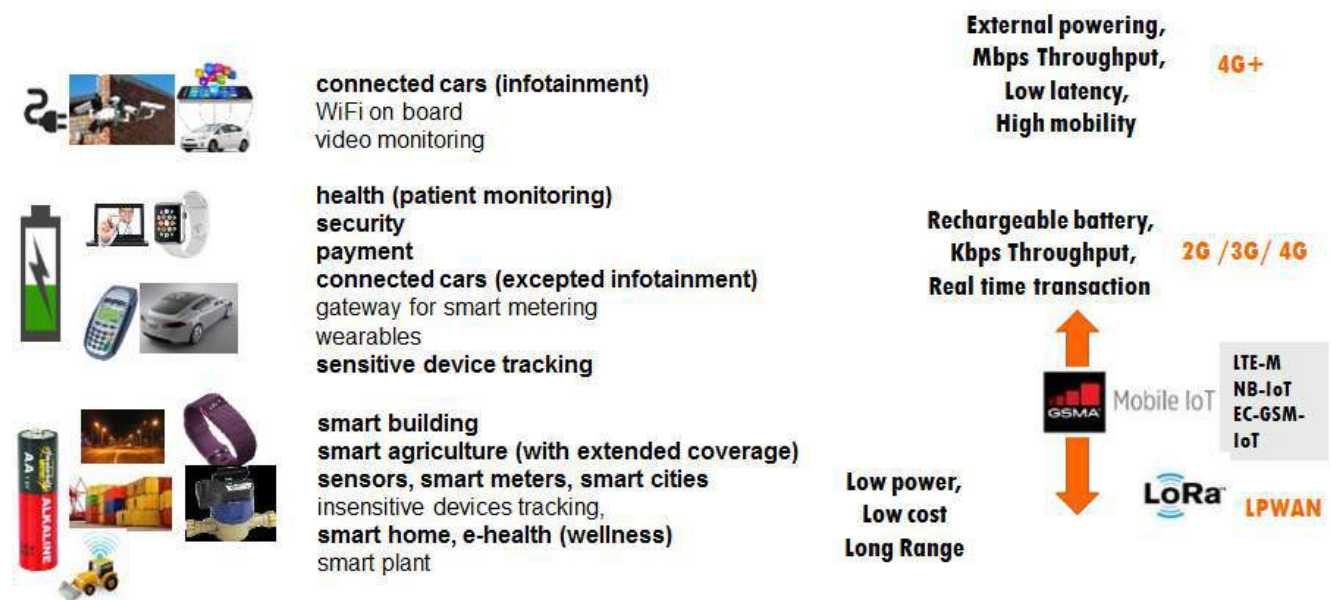 connected cars (infotainment)
WiFi on board
video monitoring
External powering,
Mbps Throughput,
Low latency,
High mobility
4G+
health (patient monitoring)
security
payment
connected cars (excepted infotainment)
gateway for smart metering
wearables
sensitive device tracking
Rechargeable battery,
Kbps Throughput,
Real time transaction
2G /3G/ 4G
GSMA
Mobile IoT
LTE-M
NB-IoT
EC-GSM-
IoT
AA
ALKALINE
smart building
smart agriculture (with extended coverage)
sensors, smart meters, smart cities
insensitive devices tracking,
smart home, e-health (wellness)
smart plant
Low power,
Low cost
Long Range
LoRa
LPWAN